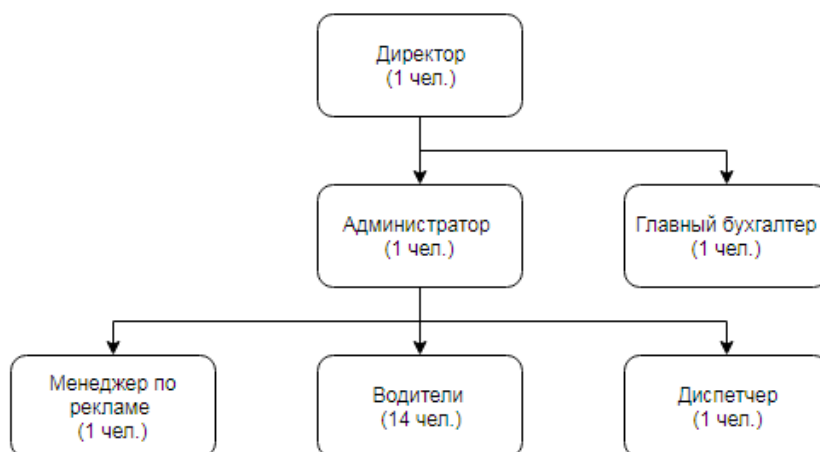 Директор
(1 чел.)
Администратор
(1 чел.)
Главный бухгалтер
(1 чел.)
Менеджер по
рекламе
(1 чел.)
Водители
(14 чел.)
Диспетчер
(1 чел.)